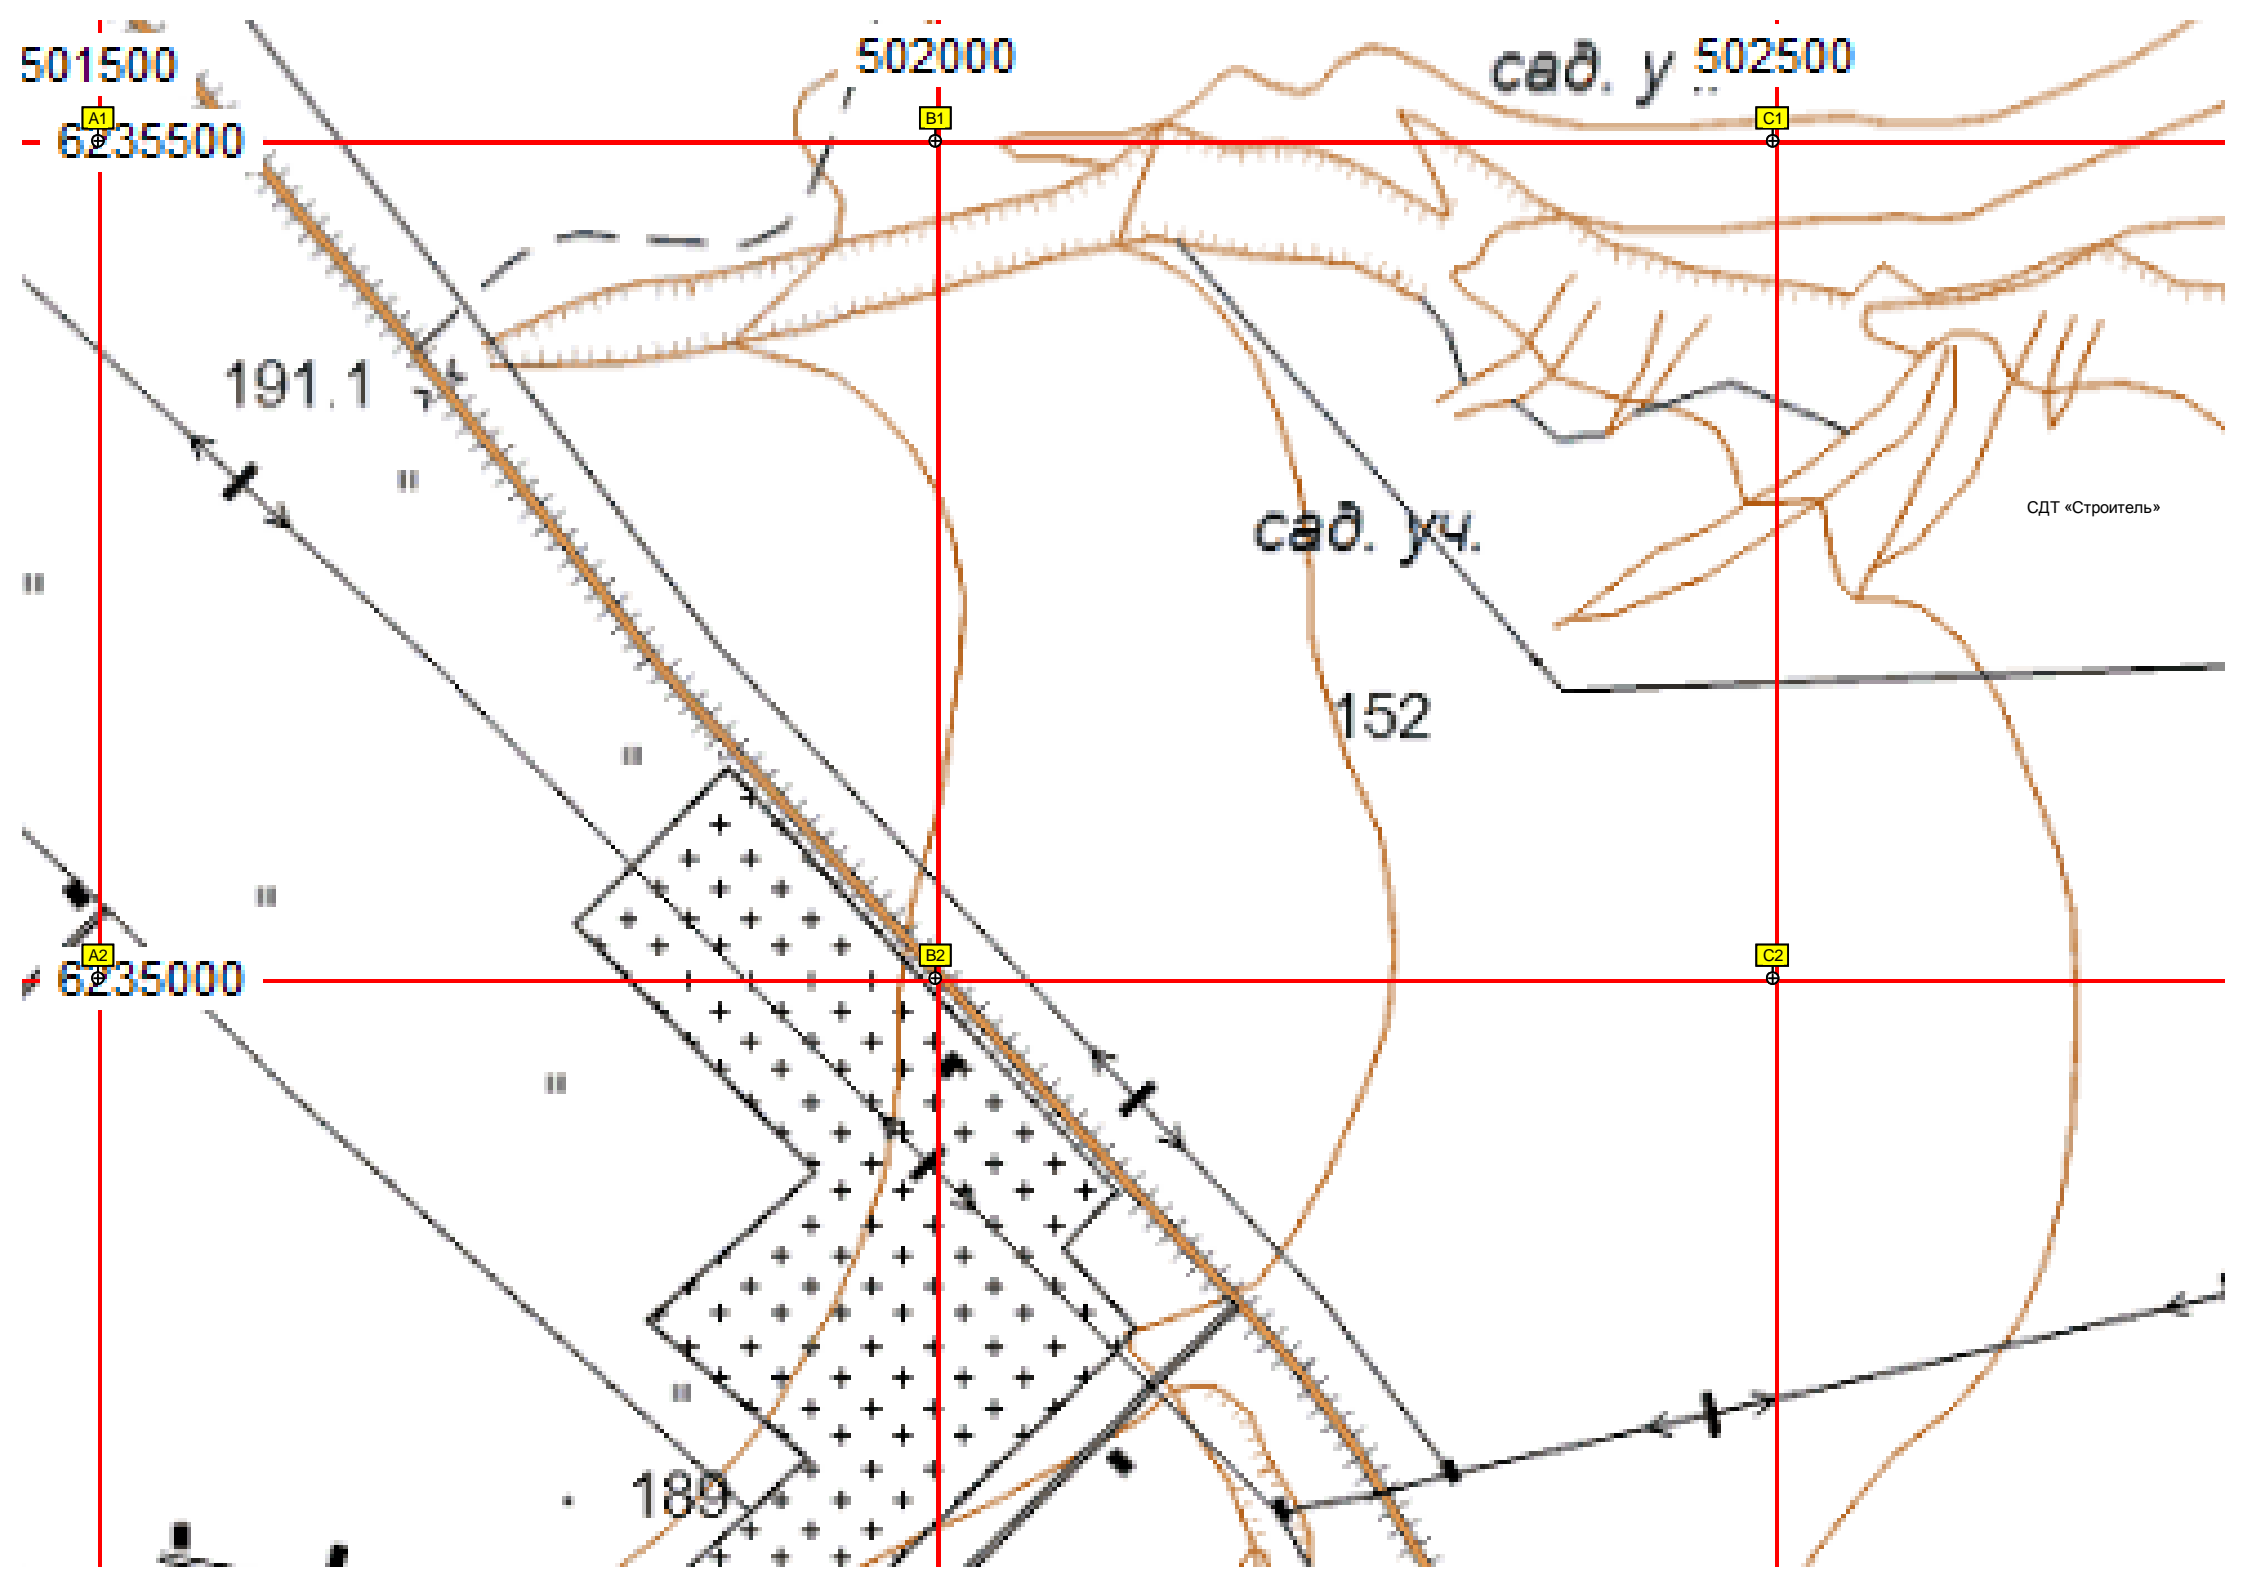 501500
502000
сад. у
502500
A1
B1
C1
6235500
191.1
СДТ «Строитель»
сад. уч.
152
A2
B2
C2
6235000
189